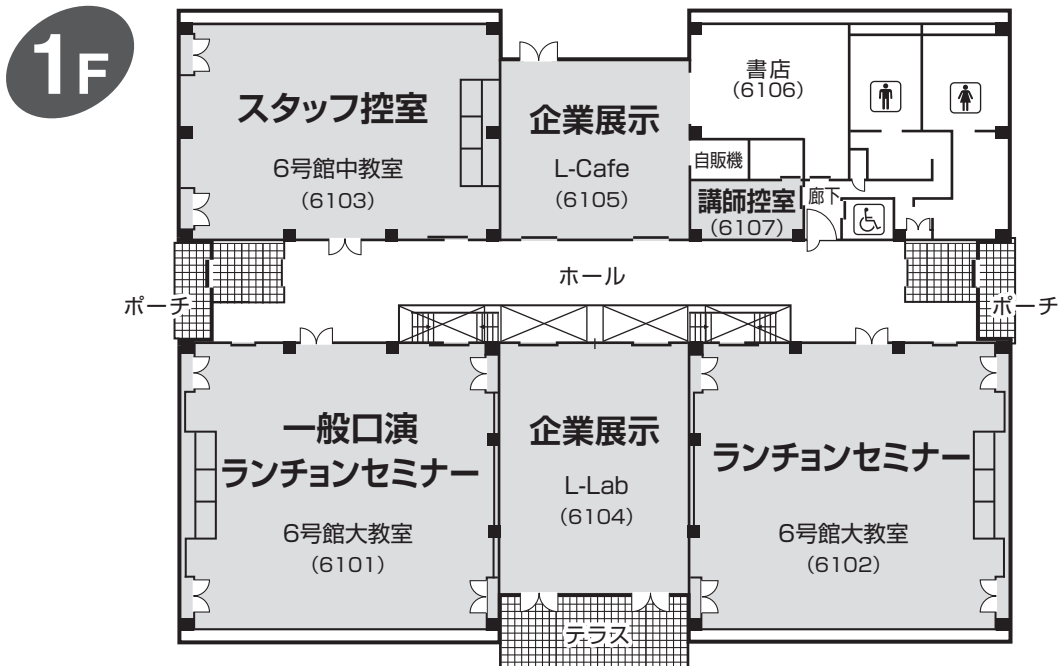 1F
スタッフ控室
6号館中教室
（6103）
企業展示
L-Cafe
（6105）
書店
（6106）
自販機
講師控室
（6107）
廊下
ホール
ポーチ
ポーチ
一般口演
ランチョンセミナー
6号館大教室
（6101）
企業展示
L-Lab
（6104）
ランチョンセミナー
6号館大教室
（6102）
テラス